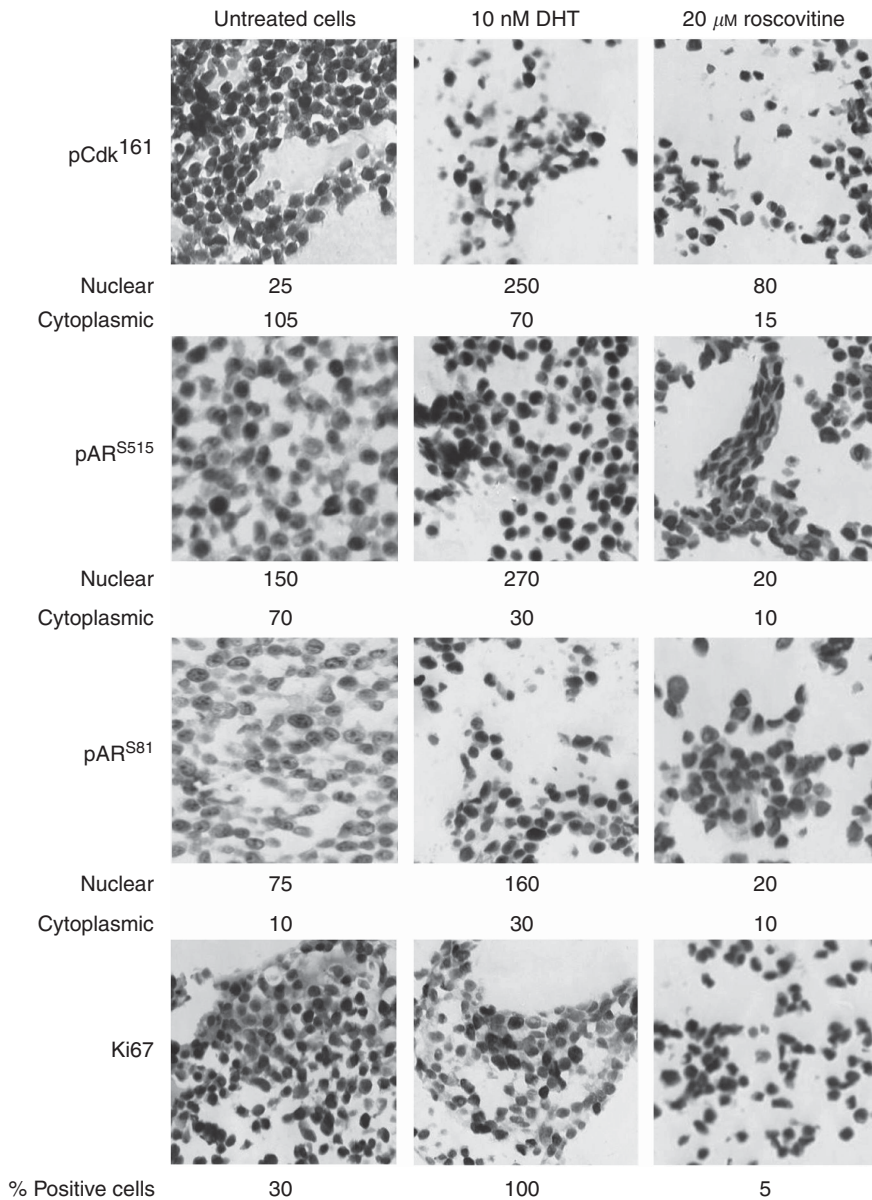 Untreated cells 10 nM DHT 20 μM roscovitine
pCdk161
Nuclear 25 250 80
Cytoplasmic 105 70 15
pARS515
Nuclear 150 270 20
Cytoplasmic 70 30 10
pARS81
Nuclear 75 160 20
Cytoplasmic 10 30 10
Ki67
% Positive cells 30 100 5